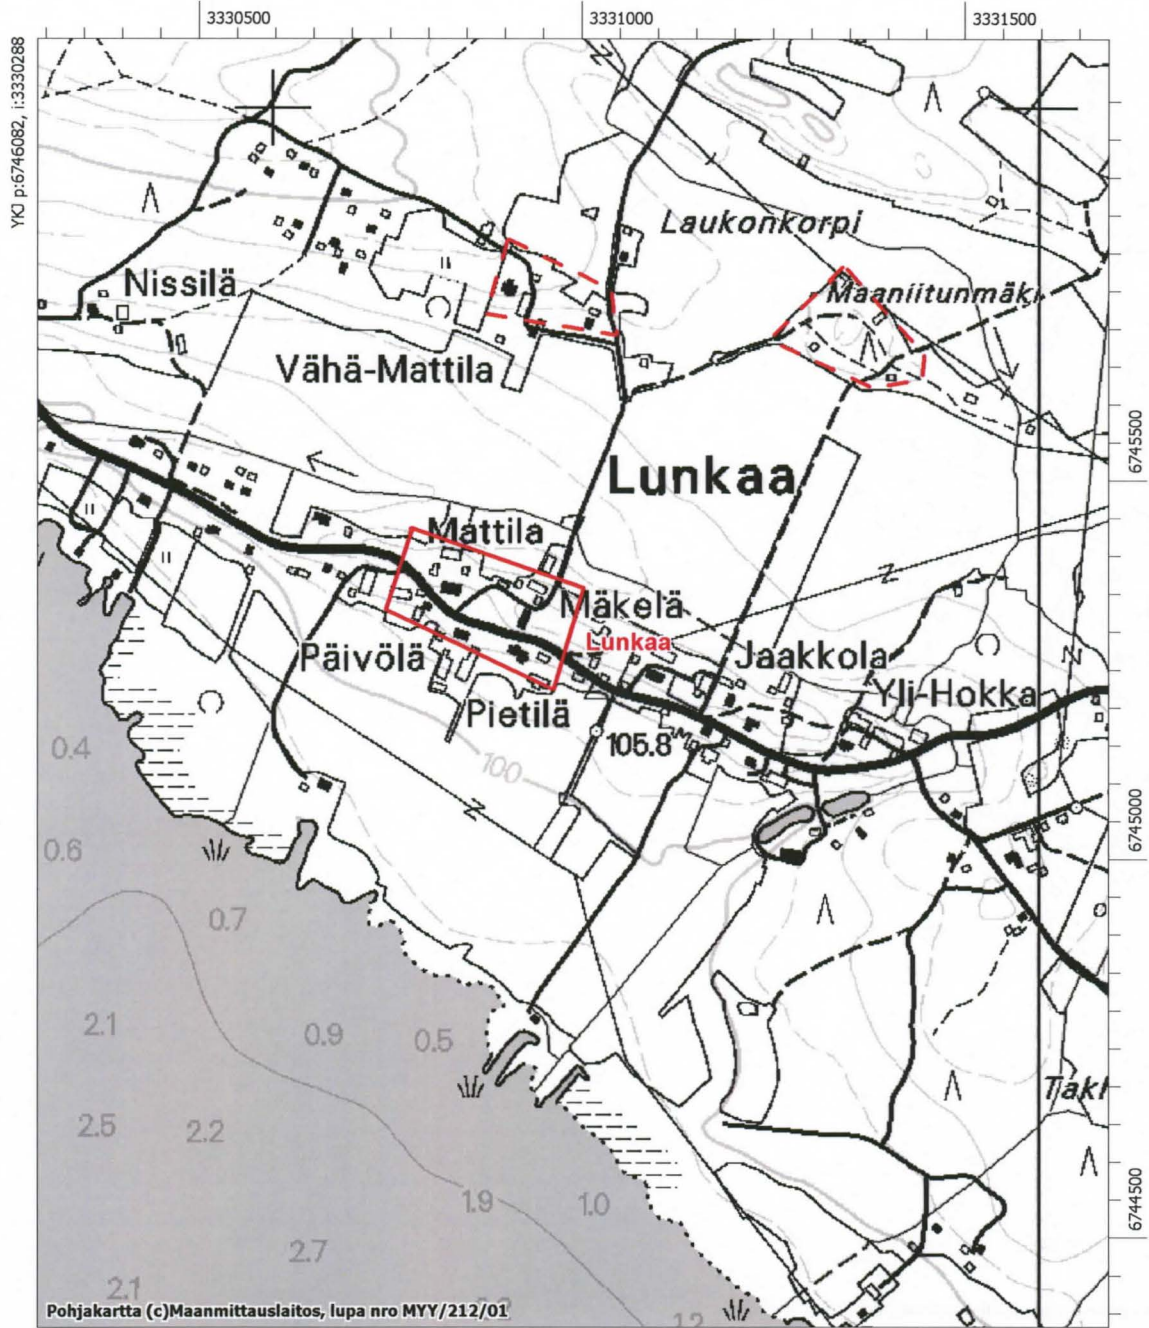 3330500
3331000
3331500
YKJ p:6746082, i:3330288
Laukonkorpi
Nissilä
Maaniitunmäki
Vähä-Mattila
6745500
Lunkaa
Mattila
Mäkelä
Lunkaa
Päivölä
Jaakkola
Yli-Hokka
Pietilä
105.8
0.4
100
6745000
0.6
0.7
2.1
0.9
0.5
Takl
2.5
2.2
1.9
1.0
6744500
2.7
2.1
1.2
Pohjakartta (c)Maanmittauslaitos, lupa nro MYY/212/01